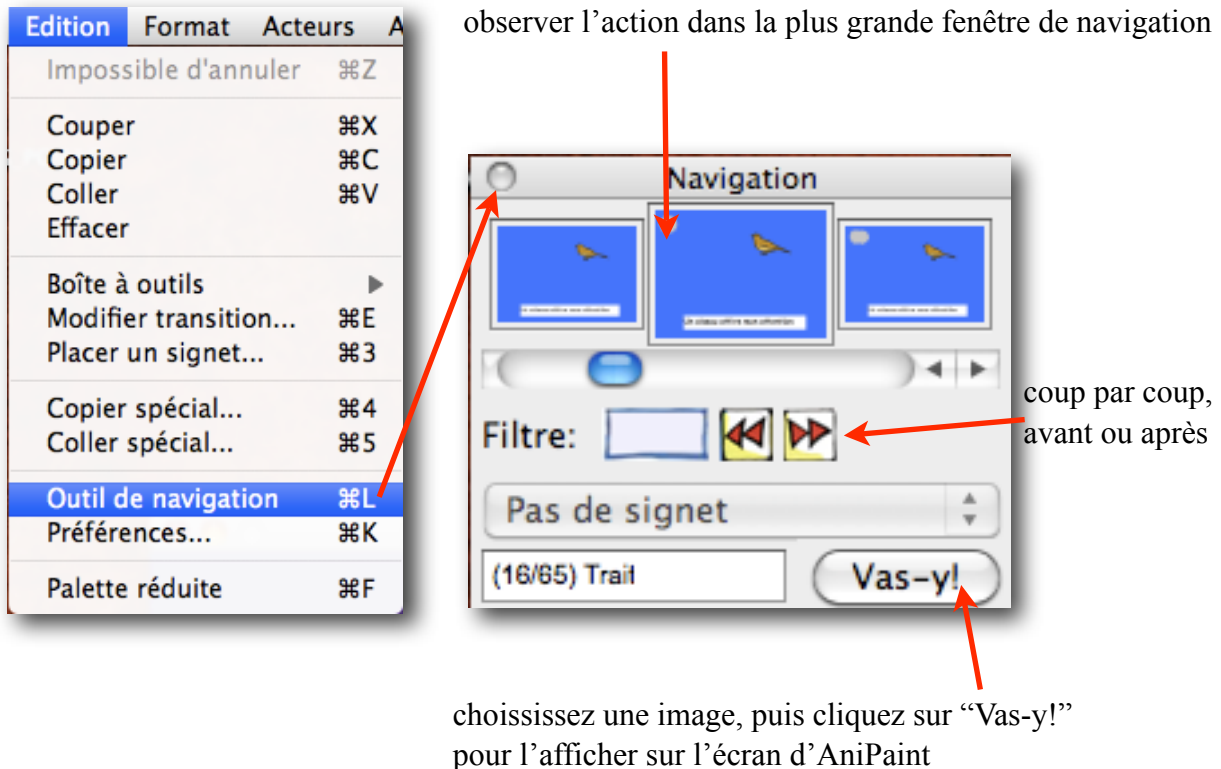 Edition Format Acteurs A
Impossible d'annuler ⌘Z
Couper ⌘X
Copier ⌘C
Coller ⌘V
Effacer
Boîte à outils ▶
Modifier transition... ⌘E
Placer un signet... ⌘3
Copier spécial... ⌘4
Coller spécial... ⌘5
Outil de navigation ⌘L
Préférences... ⌘K
Palette réduite ⌘F
observer l’action dans la plus grande fenêtre de navigation
Navigation
Filtre:
coup par coup,
avant ou après
Pas de signet
(16/65) Trait
Vas-y!
choississez une image, puis cliquez sur “Vas-y!”
pour l’afficher sur l’écran d’AniPaint